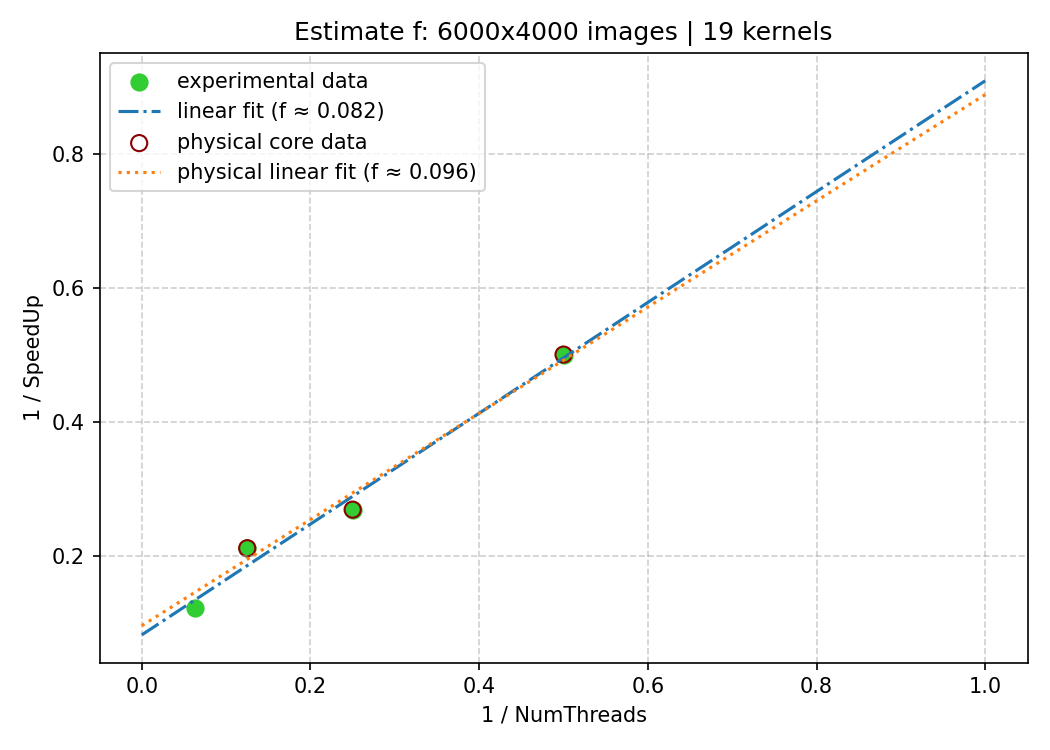 Estimate f: 6000x4000 images | 19 kernels
experimental data
linear fit (f ≈ 0.082)
physical core data
physical linear fit (f ≈ 0.096)
1 / SpeedUp
0.8
0.6
0.4
0.2
0.0 0.2 0.4 0.6 0.8 1.0
1 / NumThreads